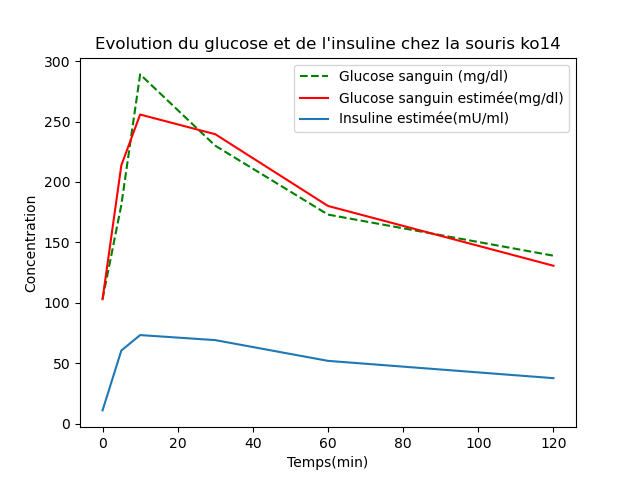 Evolution du glucose et de l'insuline chez la souris ko14
Glucose sanguin (mg/dl)
Glucose sanguin estimée(mg/dl)
Insuline estimée(mU/ml)
Concentration
300
250
200
150
100
50
0
0 20 40 60 80 100 120
Temps(min)